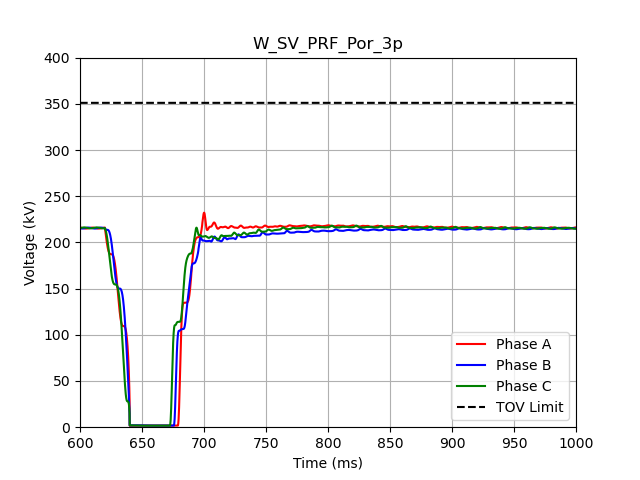 W_SV_PRF_Por_3p
400
350
300
250
200
150
100
50
0
Voltage (kV)
600 650 700 750 800 850 900 950 1000
Time (ms)
Phase A
Phase B
Phase C
TOV Limit